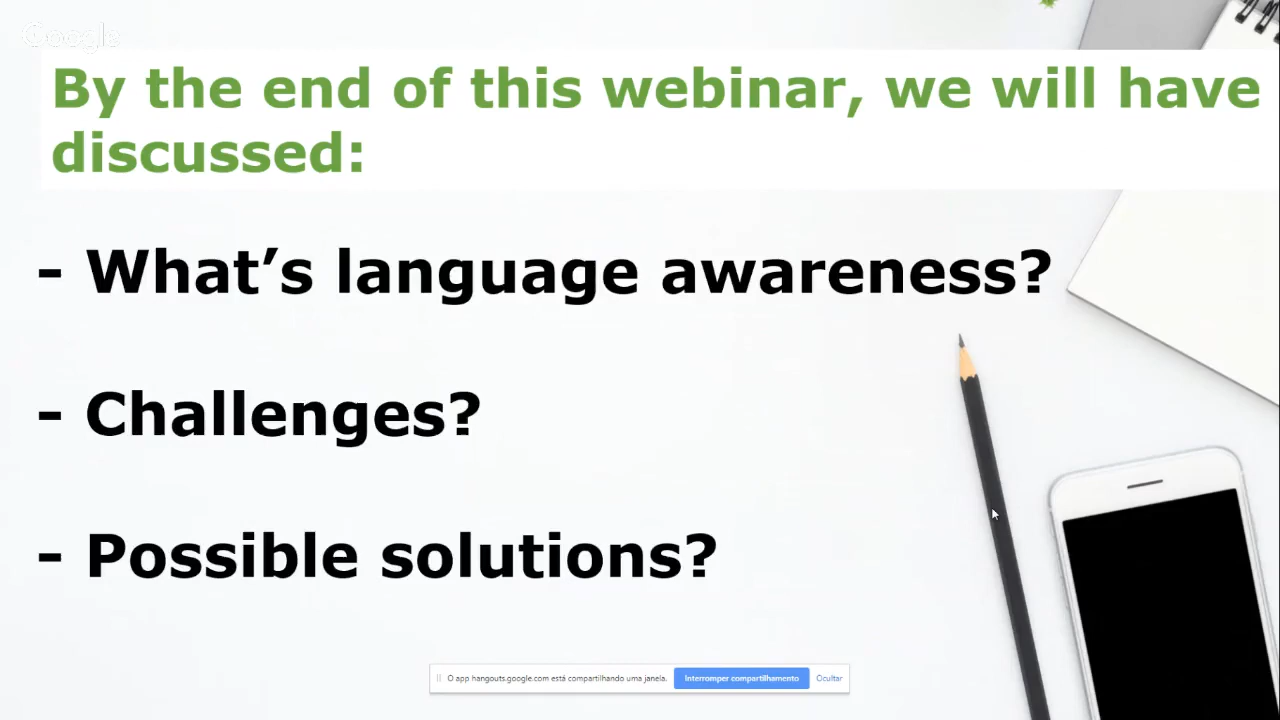 Google
By the end of this webinar, we will have
discussed:
- What’s language awareness?
- Challenges?
- Possible solutions?
O app hangouts.google.com está compartilhando uma janela. Interromper compartilhamento Ocultar